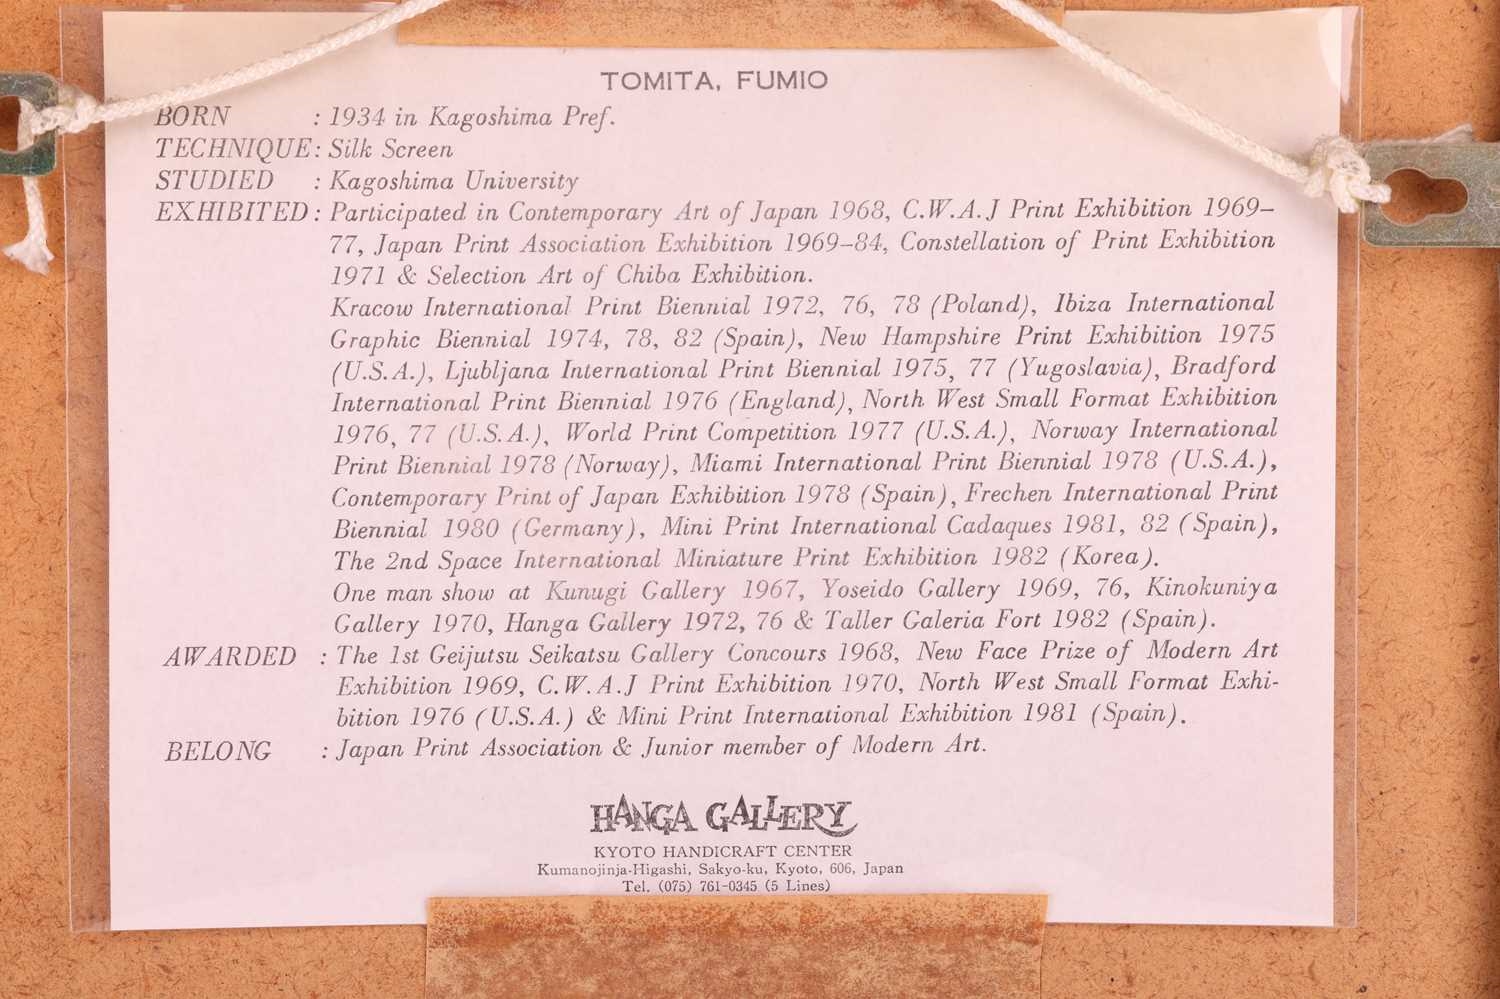 TOMITA, FUMIO
BORN : 1934 in Kagoshima Pref.
TECHNIQUE : Silk Screen
STUDIED : Kagoshima University
EXHIBITED : Participated in Contemporary Art of Japan 1968, C.W.A.J Print Exhibition 1969–
77, Japan Print Association Exhibition 1969–84, Constellation of Print Exhibition
1971 & Selection Art of Chiba Exhibition.
Kracow International Print Biennial 1972, 76, 78 (Poland), Ibiza International
Graphic Biennial 1974, 78, 82 (Spain), New Hampshire Print Exhibition 1975
(U.S.A.), Ljubljana International Print Biennial 1975, 77 (Yugoslavia), Bradford
International Print Biennial 1976 (England), North West Small Format Exhibition
1976, 77 (U.S.A.), World Print Competition 1977 (U.S.A.), Norway International
Print Biennial 1978 (Norway), Miami International Print Biennial 1978 (U.S.A.),
Contemporary Print of Japan Exhibition 1978 (Spain), Frechen International Print
Biennial 1980 (Germany), Mini Print International Cadaques 1981, 82 (Spain),
The 2nd Space International Miniature Print Exhibition 1982 (Korea).
One man show at Kunugi Gallery 1967, Yoseido Gallery 1969, 76, Kinokuniya
Gallery 1970, Hanga Gallery 1972, 76 & Taller Galeria Fort 1982 (Spain).
AWARDED : The 1st Geijutsu Seikatsu Gallery Concours 1968, New Face Prize of Modern Art
Exhibition 1969, C.W.A.J Print Exhibition 1970, North West Small Format Exhi-
bition 1976 (U.S.A.) & Mini Print International Exhibition 1981 (Spain).
BELONG : Japan Print Association & Junior member of Modern Art.
HANGA GALLERY
KYOTO HANDICRAFT CENTER
Kumanojinja-Higashi, Sakyo-ku, Kyoto, 606, Japan
Tel. (075) 761-0345 (5 Lines)